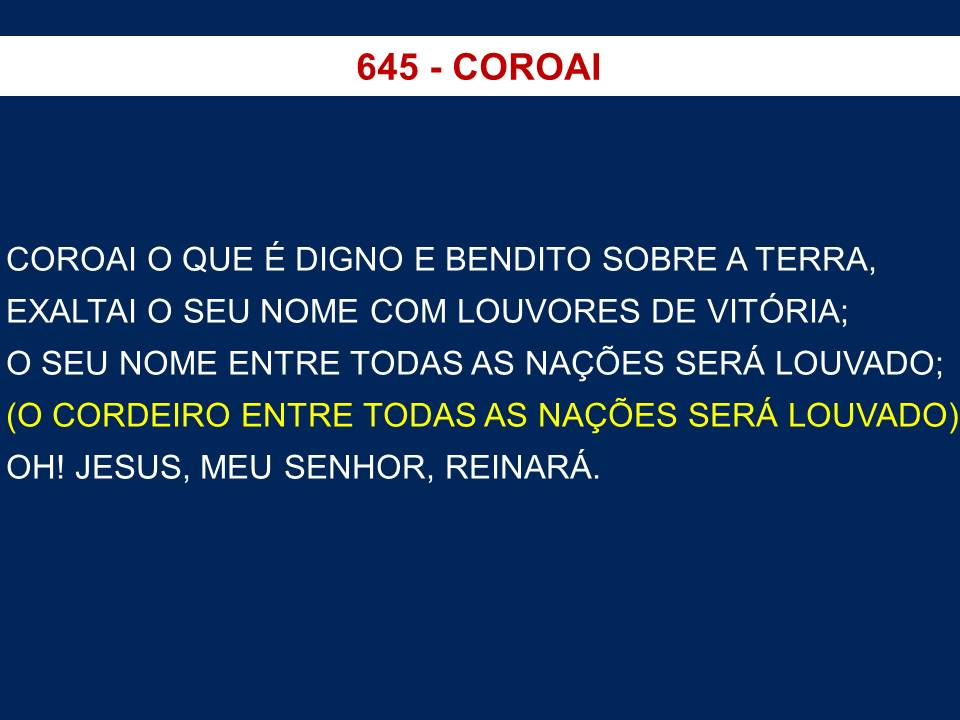 645 - COROAI
COROAI O QUE É DIGNO E BENDITO SOBRE A TERRA,
EXALTAI O SEU NOME COM LOUVORES DE VITÓRIA;
O SEU NOME ENTRE TODAS AS NAÇÕES SERÁ LOUVADO;
(O CORDEIRO ENTRE TODAS AS NAÇÕES SERÁ LOUVADO)
OH! JESUS, MEU SENHOR, REINARÁ.